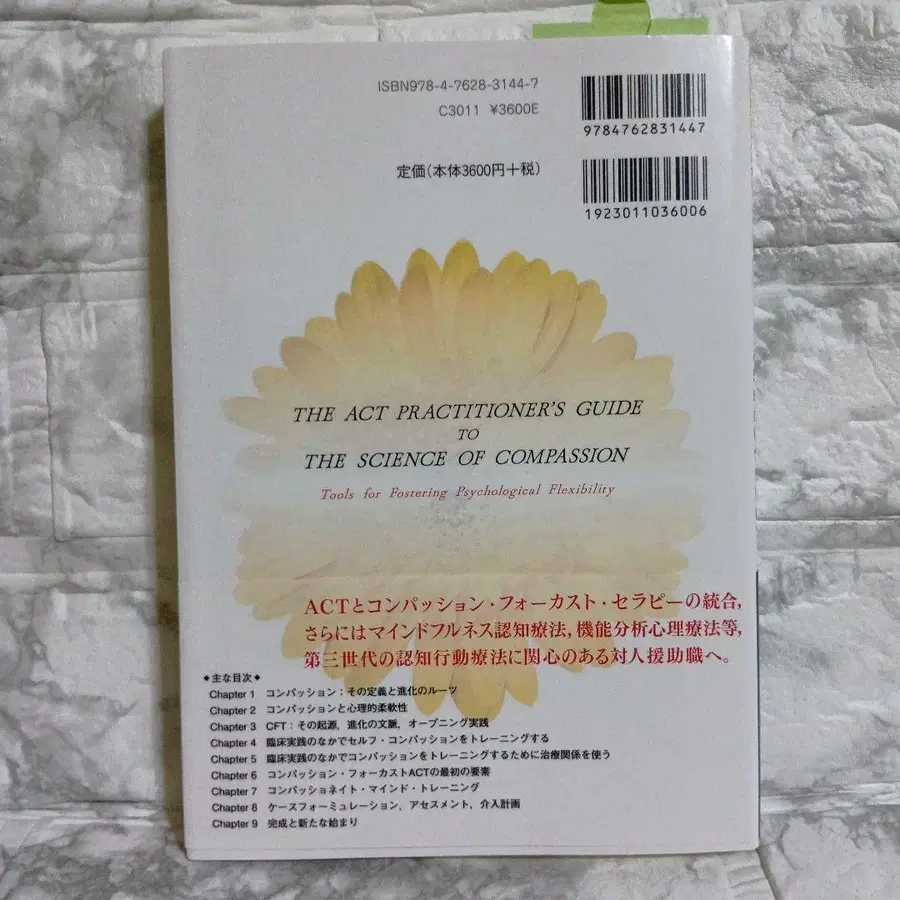 ISBN978-4-7628-3144-7
C3011 ¥3600E
9784762831447
定価(本体3600円+税)
1923011036006
THE ACT PRACTITIONER'S GUIDE
TO
THE SCIENCE OF COMPASSION
Tools for Fostering Psychological Flexibility
ACTとコンパッション・フォーカスト・セラピーの統合,
さらにはマインドフルネス認知療法,機能分析心理療法等,
第三世代の認知行動療法に関心のある対人援助職へ。
◆主な目次◆
Chapter 1 コンパッション:その定義と進化のルーツ
Chapter 2 コンパッションと心理的柔軟性
Chapter 3 CFT:その起源,進化の文脈,オープニング実践
Chapter 4 臨床実践のなかでセルフ・コンパッションをトレーニングする
Chapter 5 臨床実践のなかでコンパッションをトレーニングするために治療関係を使う
Chapter 6 コンパッション・フォーカストACTの最初の要素
Chapter 7 コンパッショネイト・マインド・トレーニング
Chapter 8 ケースフォーミュレーション,アセスメント,介入計画
Chapter 9 完成と新たな始まり